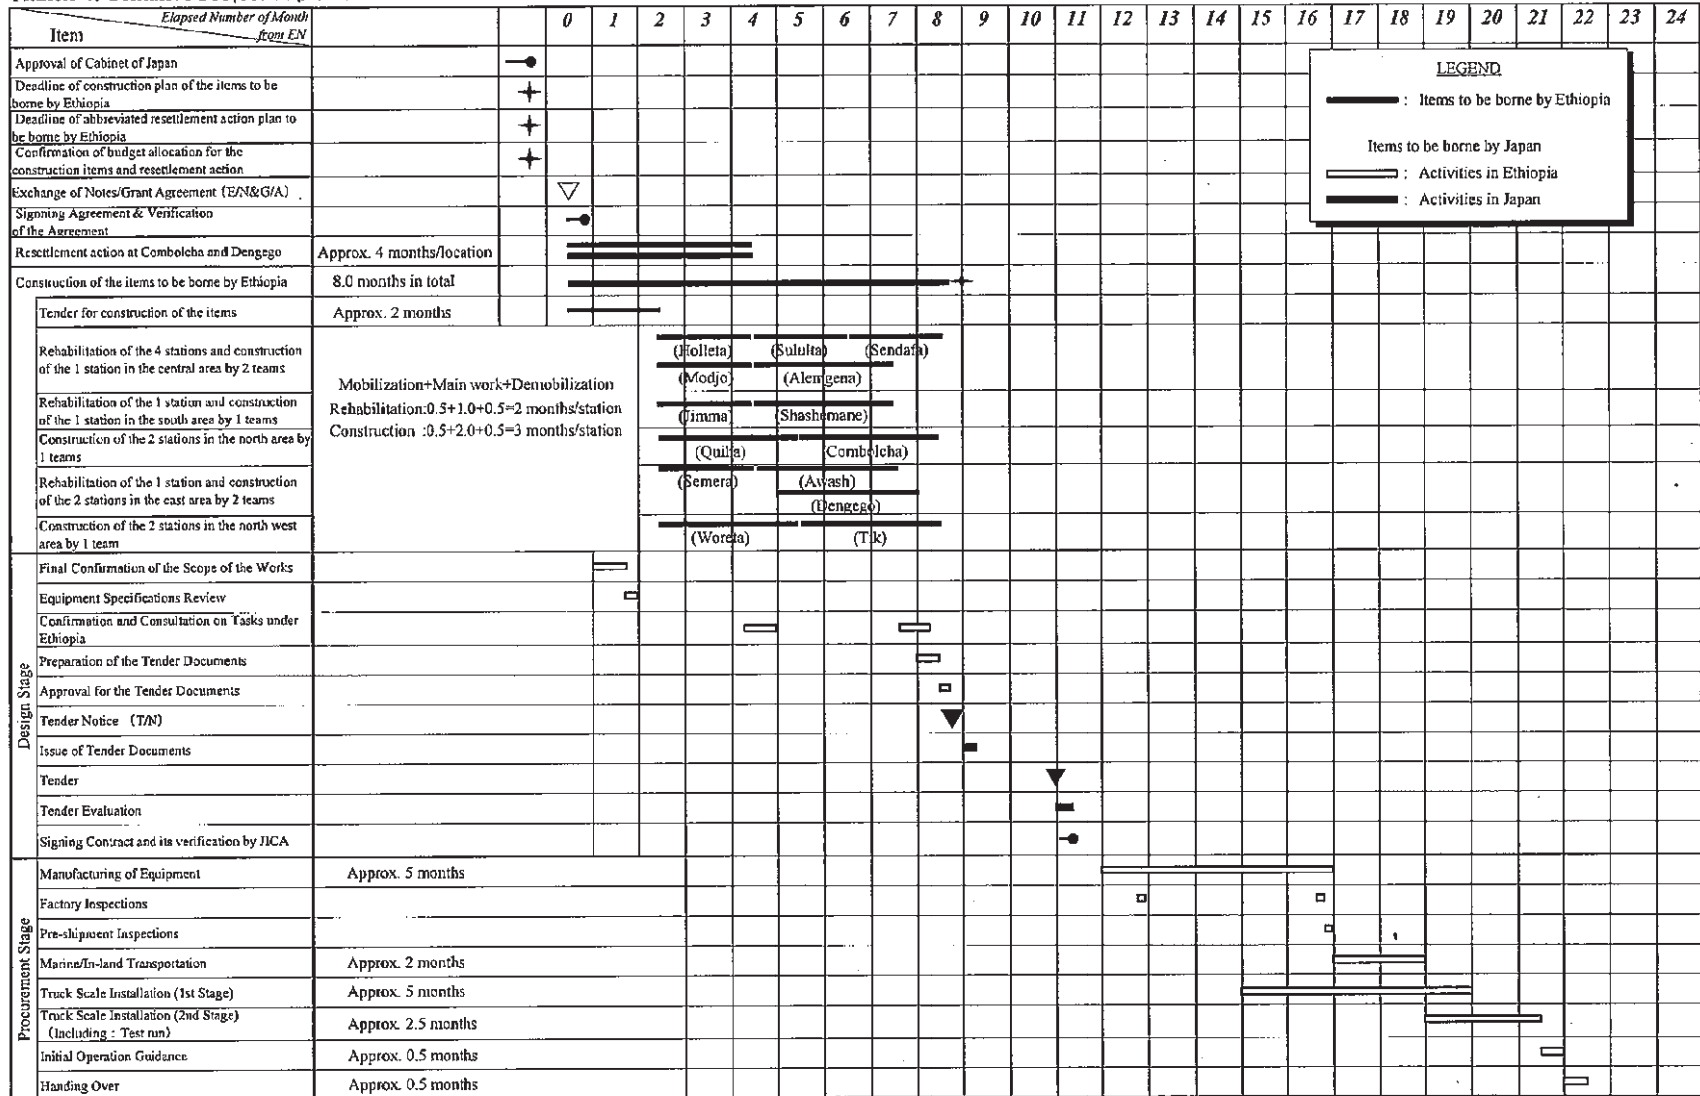 Elapsed Number of Month
from EN
Item
0 1 2 3 4 5 6 7 8 9 10 11 12 13 14 15 16 17 18 19 20 21 22 23 24
Approval of Cabinet of Japan
Deadline of construction plan of the items to be
borne by Ethiopia
Deadline of abbreviated resettlement action plan to
be borne by Ethiopia
Confirmation of budget allocation for the
construction items and resettlement action
Exchange of Notes/Grant Agreement (E/N&G/A)
Signing Agreement & Verification
of the Agreement
Resettlement action at Combolcha and Dengego
Approx. 4 months/location
Construction of the items to be borne by Ethiopia
8.0 months in total
Tender for construction of the items
Approx. 2 months
LEGEND
: Items to be borne by Ethiopia
Items to be borne by Japan
: Activities in Ethiopia
: Activities in Japan
Rehabilitation of the 4 stations and construction
of the 1 station in the central area by 2 teams
(Holleta) (Sululta) (Sendafa)
(Modjo) (Alemgena)
Mobilization+Main work+Demobilization
Rehabilitation:0.5+1.0+0.5=2 months/station
Construction :0.5+2.0+0.5=3 months/station
Rehabilitation of the 1 station and construction
of the 1 station in the south area by 1 teams
(Jimma) (Shashemane)
Construction of the 2 stations in the north area by
1 teams
(Quiha) (Combolcha)
Rehabilitation of the 1 station and construction
of the 2 stations in the east area by 2 teams
(Semera) (Awash)
(Dengego)
Construction of the 2 stations in the north west
area by 1 team
(Woreta) (Tik)
Design Stage
Final Confirmation of the Scope of the Works
Equipment Specifications Review
Confirmation and Consultation on Tasks under
Ethiopia
Preparation of the Tender Documents
Approval for the Tender Documents
Tender Notice (T/N)
Issue of Tender Documents
Tender
Tender Evaluation
Signing Contract and its verification by JICA
Procurement Stage
Manufacturing of Equipment
Approx. 5 months
Factory Inspections
Pre-shipment Inspections
Marine/In-land Transportation
Approx. 2 months
Truck Scale Installation (1st Stage)
Approx. 5 months
Truck Scale Installation (2nd Stage)
(Including : Test run)
Approx. 2.5 months
Initial Operation Guidance
Approx. 0.5 months
Handing Over
Approx. 0.5 months